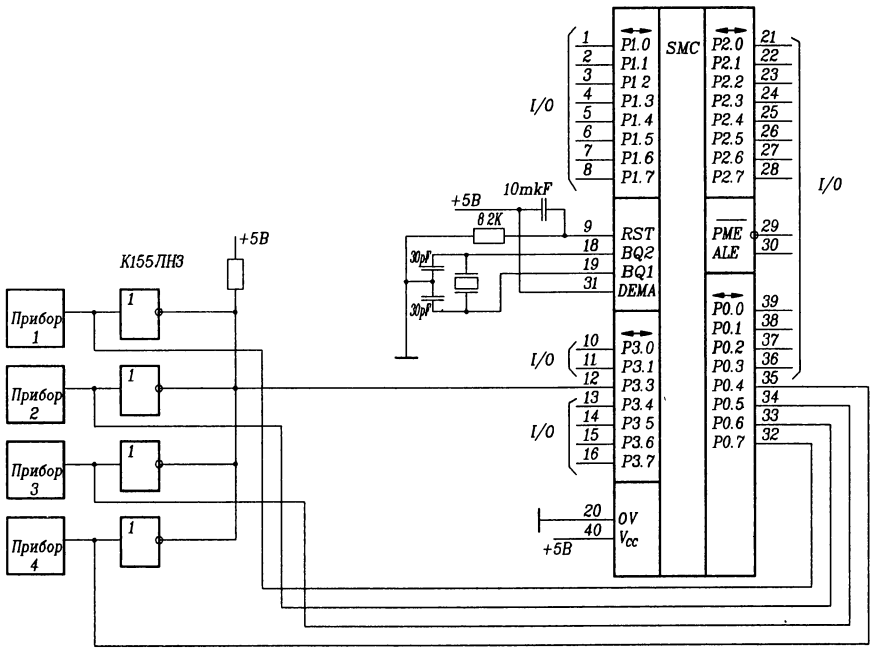 1 P1.0 SMC P2.0 21
2 P1.1 P2.1 22
3 P1 2 P2.2 23
4 P1.3 P2.3 24
I/O
5 P1.4 P2.4 25
6 P1.5 P2.5 26
7 P1.6 P2.6 27
8 P1.7 P2.7 28
I/O
10mkF
+5В
8 2К
9 RST PME 29
18 BQ2 ALE 30
30pF
19 BQ1
31 DEMA
30pF
+5В
К155ЛН3
Прибор
1
1
P0.0 39
P0.1 38
10 P3.0 P0.2 37
I/O
11 P3.1 P0.3 36
12 P3.3 P0.4 35
13 P3.4 P0.5 34
14 P3 5 P0.6 33
I/O
15 P3.6 P0.7 32
16 P3.7
Прибор
2
1
Прибор
3
1
Прибор
4
1
20 OV
40 Vcc
+5В